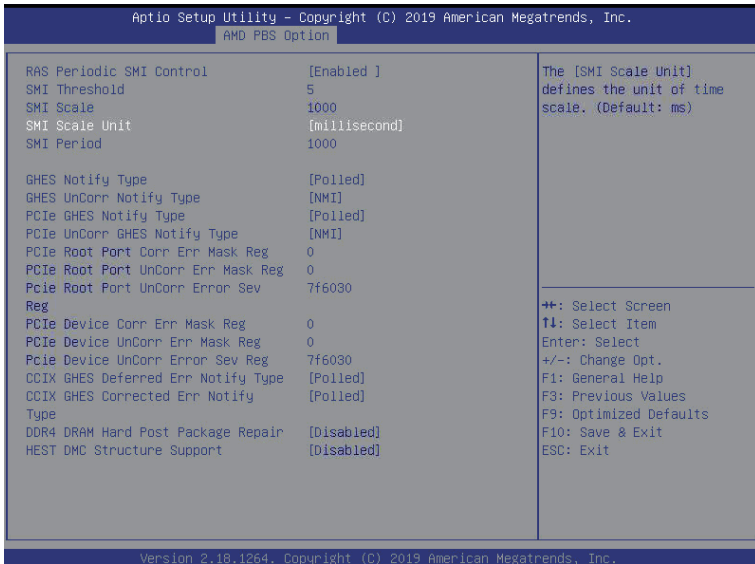 Aptio Setup Utility – Copyright (C) 2019 American Megatrends, Inc.
AMD PBS Option
RAS Periodic SMI Control [Enabled ]
SMI Threshold 5
SMI Scale 1000
SMI Scale Unit [millisecond]
SMI Period 1000
GHES Notify Type [Polled]
GHES UnCorr Notify Type [NMI]
PCIe GHES Notify Type [Polled]
PCIe UnCorr GHES Notify Type [NMI]
PCIe Root Port Corr Err Mask Reg 0
PCIe Root Port UnCorr Err Mask Reg 0
Pcie Root Port UnCorr Error Sev 7f6030
Reg
PCIe Device Corr Err Mask Reg 0
PCIe Device UnCorr Err Mask Reg 0
Pcie Device UnCorr Error Sev Reg 7f6030
CCIX GHES Deferred Err Notify Type [Polled]
CCIX GHES Corrected Err Notify [Polled]
Type
DDR4 DRAM Hard Post Package Repair [Disabled]
HEST DMC Structure Support [Disabled]
The [SMI Scale Unit]
defines the unit of time
scale. (Default: ms)
→←: Select Screen
↑↓: Select Item
Enter: Select
+/-: Change Opt.
F1: General Help
F3: Previous Values
F9: Optimized Defaults
F10: Save & Exit
ESC: Exit
Version 2.18.1264. Copyright (C) 2019 American Megatrends, Inc.